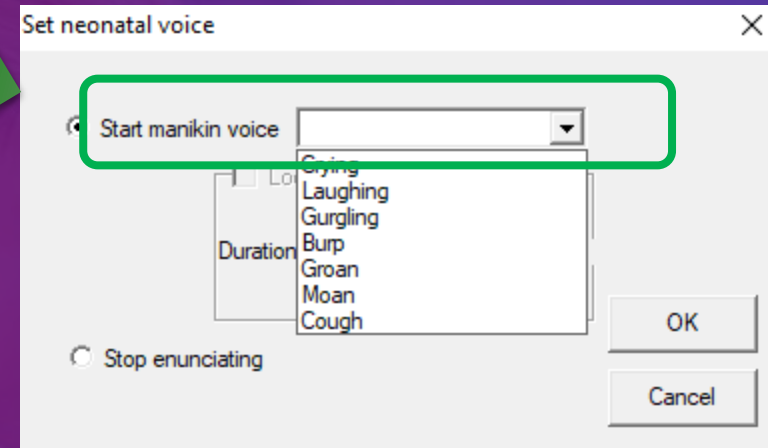 Set neonatal voice
Start manikin voice
Crying
Laughing
Gurgling
Burp
Groan
Moan
Cough
Duration
Stop enunciating
OK
Cancel